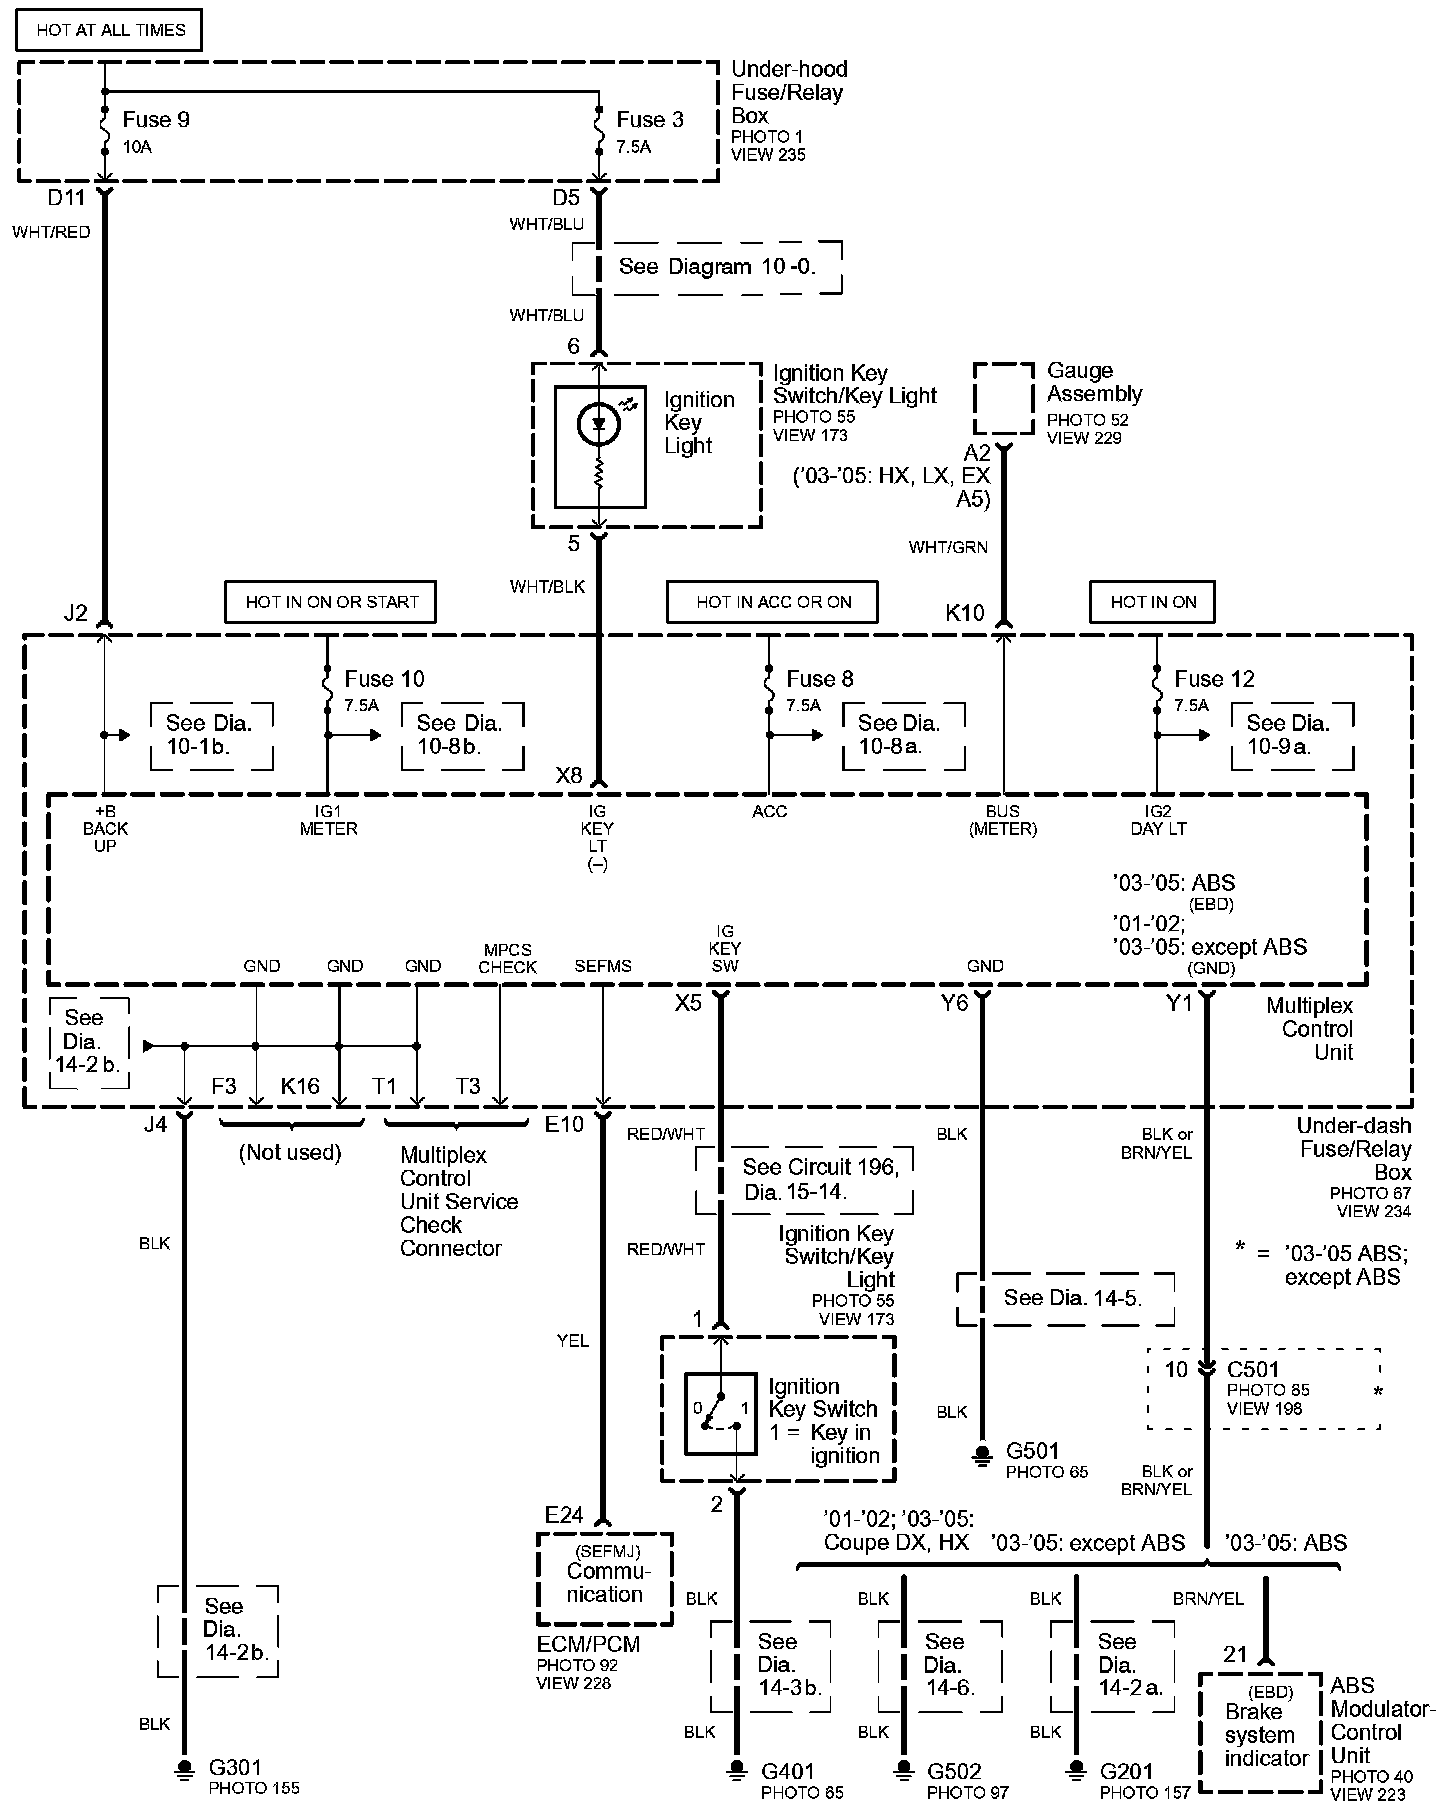 HOT AT ALL TIMES
Under-hood
Fuse/Relay
Box
PHOTO 1
VIEW 235
Fuse 9
10A
Fuse 3
7.5A
D11
D5
WHT/RED
WHT/BLU
See Diagram 10-0.
WHT/BLU
6
Ignition Key
Switch/Key Light
PHOTO 55
VIEW 173
Ignition
Key
Light
Gauge
Assembly
PHOTO 52
VIEW 229
A2
('03-'05: HX, LX, EX
A5)
5
WHT/GRN
WHT/BLK
HOT IN ON OR START
HOT IN ACC OR ON
HOT IN ON
J2
K10
Fuse 10
7.5A
Fuse 8
7.5A
Fuse 12
7.5A
See Dia.
10-1b.
See Dia.
10-8b.
See Dia.
10-8a.
See Dia.
10-9a.
X8
+B
BACK
UP
IG1
METER
IG
KEY
LT
(–)
ACC
BUS
(METER)
IG2
DAY LT
'03-'05: ABS
(EBD)
'01-'02;
'03-'05: except ABS
(GND)
GND
GND
GND
MPCS
CHECK
SEFMS
IG
KEY
SW
GND
X5
Y6
Y1
Multiplex
Control
Unit
See
Dia.
14-2b.
F3
K16
T1
T3
J4
(Not used)
Multiplex
Control
Unit Service
Check
Connector
E10
RED/WHT
BLK
BLK or
BRN/YEL
Under-dash
Fuse/Relay
Box
PHOTO 67
VIEW 234
See Circuit 196,
Dia. 15-14.
BLK
RED/WHT
Ignition Key
Switch/Key
Light
PHOTO 55
VIEW 173
* = '03-'05 ABS;
except ABS
See Dia. 14-5.
YEL
1
Ignition
Key Switch
1 = Key in
ignition
0
1
10
C501
PHOTO 85
VIEW 198
*
BLK
G501
PHOTO 65
BLK or
BRN/YEL
2
E24
(SEFMJ)
Commu-
nication
ECM/PCM
PHOTO 92
VIEW 228
'01-'02; '03-'05:
Coupe DX, HX
'03-'05: except ABS
'03-'05: ABS
BLK
BLK
BLK
BRN/YEL
See
Dia.
14-2b.
See
Dia.
14-3b.
See
Dia.
14-6.
See
Dia.
14-2a.
21
(EBD)
Brake
system
indicator
ABS
Modulator-
Control
Unit
PHOTO 40
VIEW 223
BLK
BLK
BLK
BLK
G301
PHOTO 155
G401
PHOTO 65
G502
PHOTO 97
G201
PHOTO 157